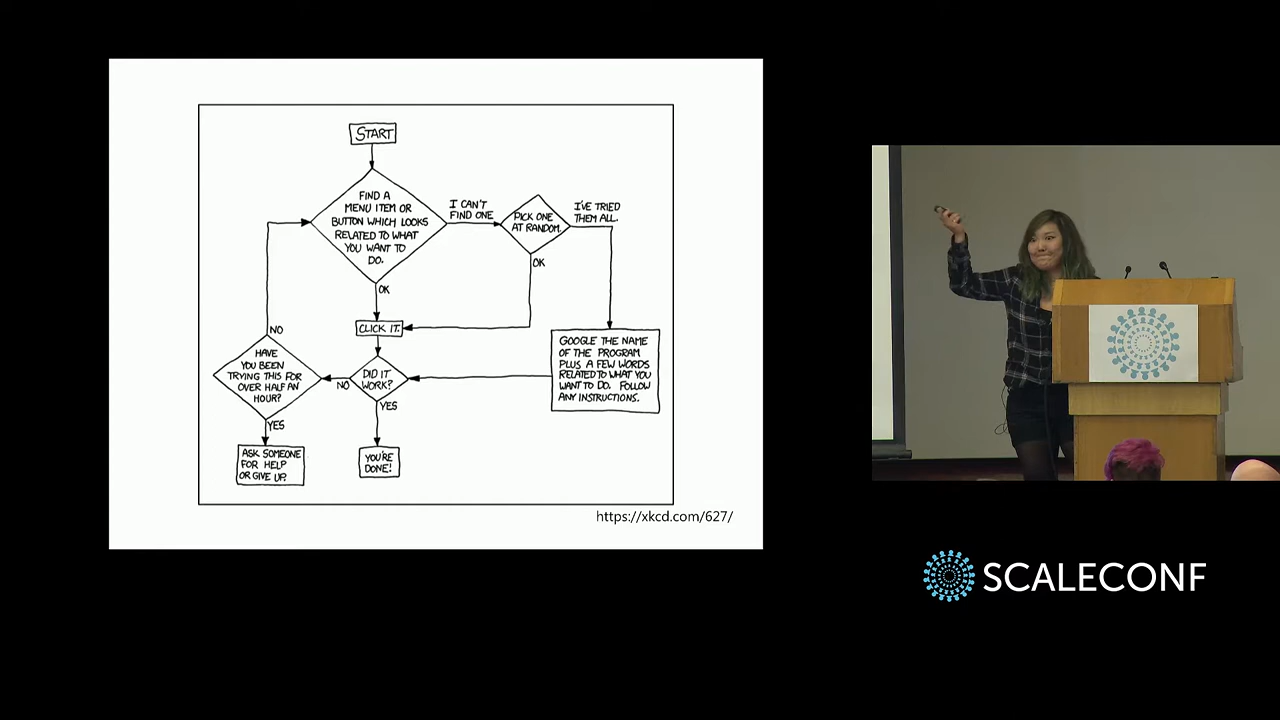 START
FIND A
MENU ITEM OR
BUTTON WHICH LOOKS
RELATED TO WHAT
YOU WANT TO
DO.
I CAN'T
FIND ONE
PICK ONE
AT RANDOM.
I'VE TRIED
THEM ALL.
OK
OK
CLICK IT.
NO
HAVE
YOU BEEN
TRYING THIS FOR
OVER HALF AN
HOUR?
NO
DID IT
WORK?
GOOGLE THE NAME
OF THE PROGRAM
PLUS A FEW WORDS
RELATED TO WHAT YOU
WANT TO DO. FOLLOW
ANY INSTRUCTIONS.
YES
YES
ASK SOMEONE
FOR HELP
OR GIVE UP.
YOU'RE
DONE!
https://xkcd.com/627/
SCALECONF